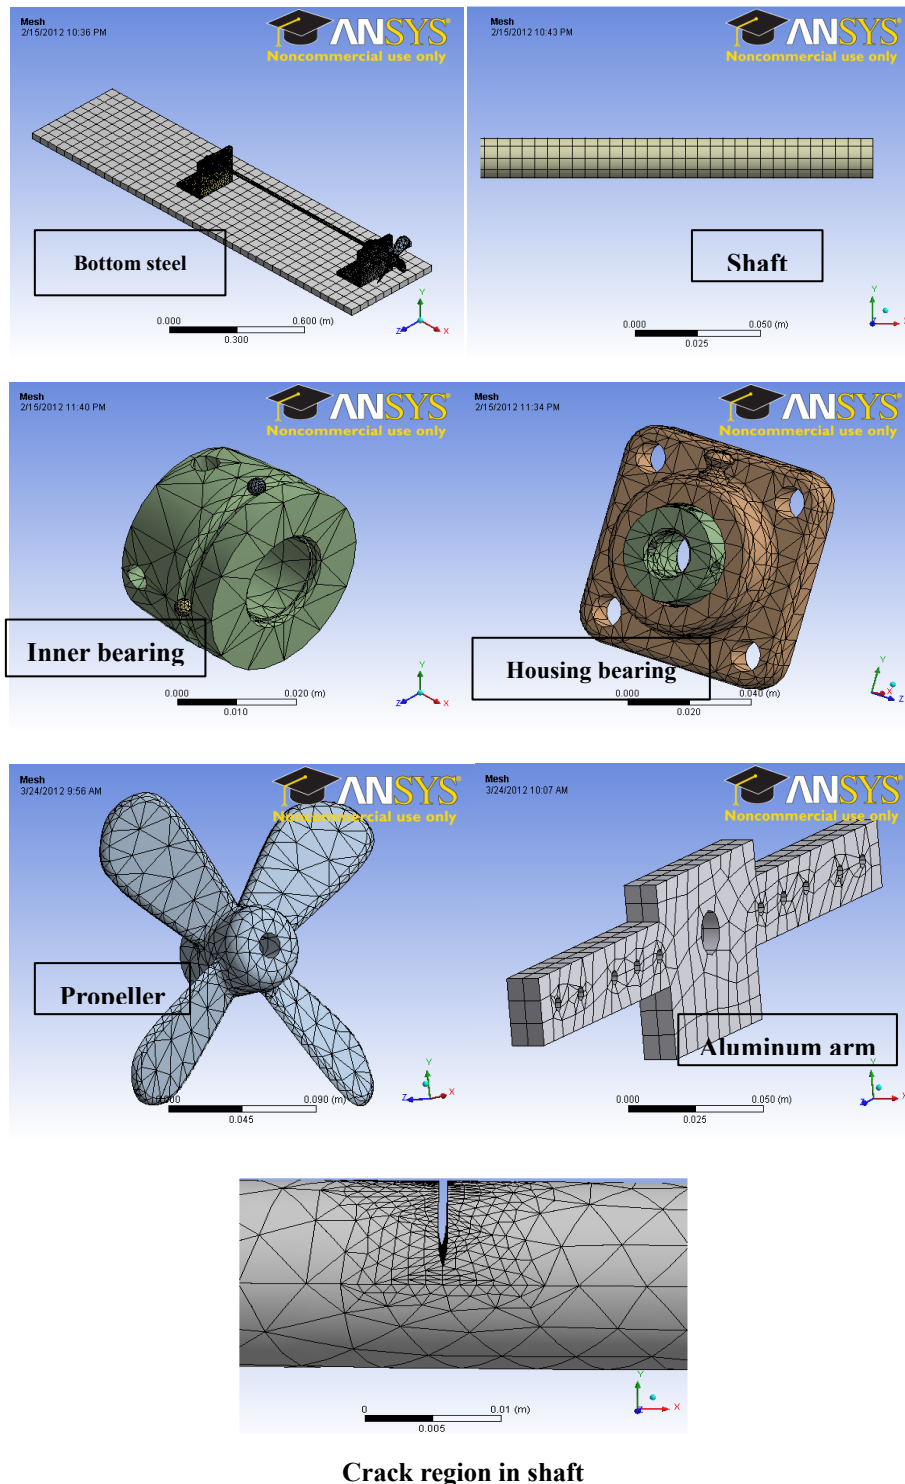 Mesh
2/15/2012 10:36 PM
ANSYS
Noncommercial use only
Bottom steel
0.000
0.600 (m)
0.300
Y
Z
X
Mesh
2/15/2012 10:43 PM
ANSYS
Noncommercial use only
Shaft
0.000
0.050 (m)
0.025
Y
Z
Mesh
2/15/2012 11:40 PM
ANSYS
Noncommercial use only
Inner bearing
0.000
0.020 (m)
0.010
Y
Z
X
Mesh
2/15/2012 11:34 PM
ANSYS
Noncommercial use only
Housing bearing
0.000
0.040 (m)
0.020
Y
X
Z
Mesh
3/24/2012 9:56 AM
ANSYS
Noncommercial use only
Propeller
0.000
0.090 (m)
0.045
Y
Z
X
Mesh
3/24/2012 10:07 AM
ANSYS
Noncommercial use only
Aluminum arm
0.000
0.050 (m)
0.025
Y
Z
X
0
0.01 (m)
0.005
Y
Z
X
Crack region in shaft